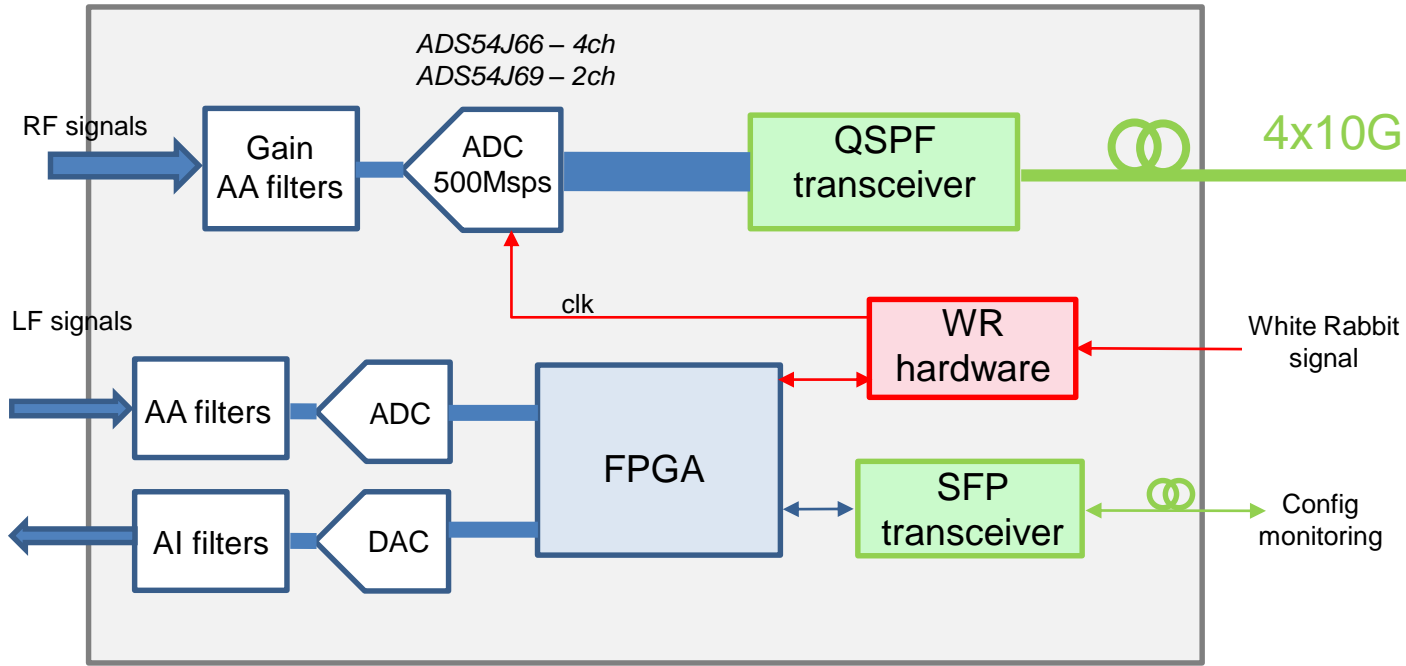 ADS54J66 – 4ch
ADS54J69 – 2ch
RF signals
Gain
AA filters
ADC
500Msps
QSPF
transceiver
4x10G
clk
LF signals
WR
hardware
White Rabbit
signal
AA filters
ADC
FPGA
SFP
transceiver
Config
monitoring
AI filters
DAC